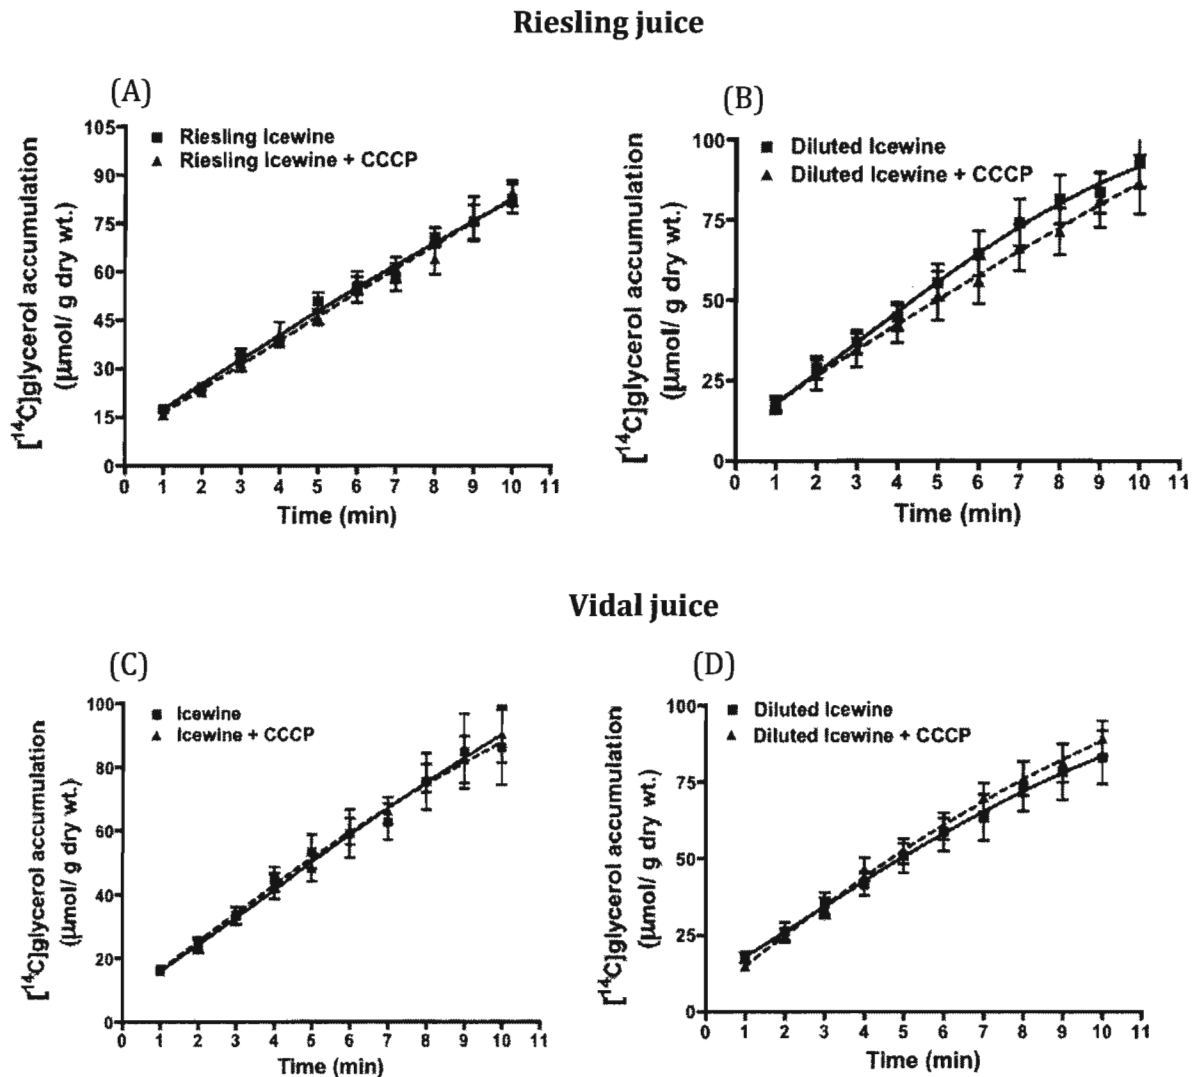 Riesling juice
(A)
Riesling Icewine
Riesling Icewine + CCCP
[¹⁴C]glycerol accumulation
(μmol/ g dry wt.)
105
90
75
60
45
30
15
0
0 1 2 3 4 5 6 7 8 9 10 11
Time (min)
(B)
Diluted Icewine
Diluted Icewine + CCCP
[¹⁴C]glycerol accumulation
(μmol/ g dry wt.)
100
75
50
25
0
0 1 2 3 4 5 6 7 8 9 10 11
Time (min)
Vidal juice
(C)
Icewine
Icewine + CCCP
[¹⁴C]glycerol accumulation
(μmol/ g dry wt.)
100
80
60
40
20
0
0 1 2 3 4 5 6 7 8 9 10 11
Time (min)
(D)
Diluted Icewine
Diluted Icewine + CCCP
[¹⁴C]glycerol accumulation
(μmol/ g dry wt.)
100
75
50
25
0
0 1 2 3 4 5 6 7 8 9 10 11
Time (min)